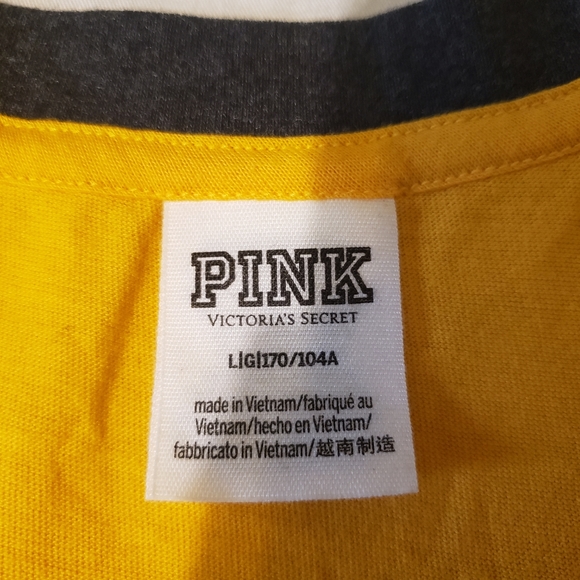 PINK
VICTORIA'S SECRET
L|G|170/104A
made in Vietnam/fabriqué au
Vietnam/hecho en Vietnam/
fabbricato in Vietnam/越南制造